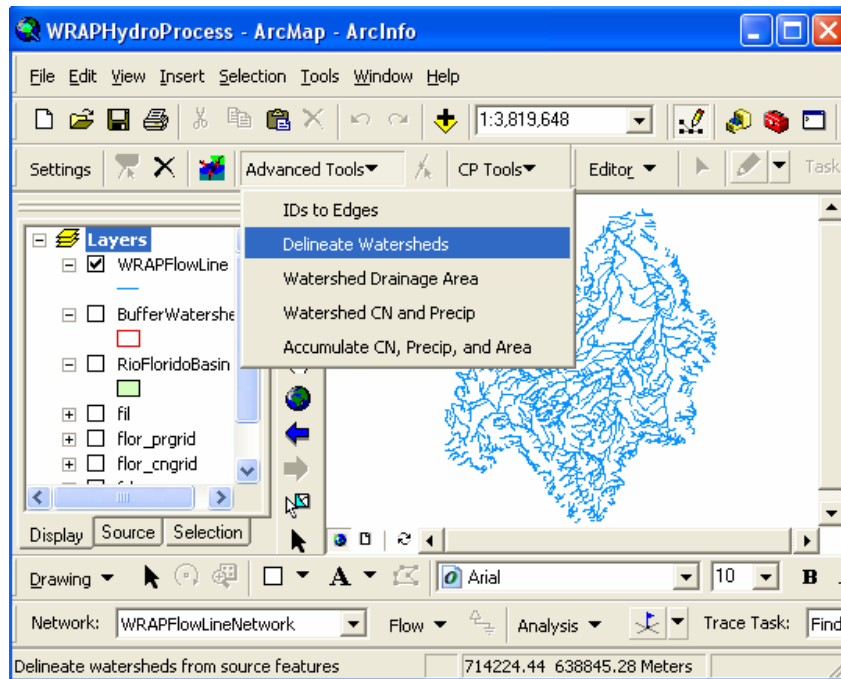 WRAPHydroProcess - ArcMap - ArcInfo
File Edit View Insert Selection Tools Window Help
1:3,819,648
Settings Advanced Tools CP Tools Editor Task
IDs to Edges
Delineate Watersheds
Watershed Drainage Area
Watershed CN and Precip
Accumulate CN, Precip, and Area
Layers
WRAPFlowLine
BufferWatershe
RioFloridoBasin
fil
flor_prgrid
flor_cngrid
Display Source Selection
Drawing A Arial 10 B
Network: WRAPFlowLineNetwork Flow Analysis Trace Task: Find
Delineate watersheds from source features 714224.44 638845.28 Meters